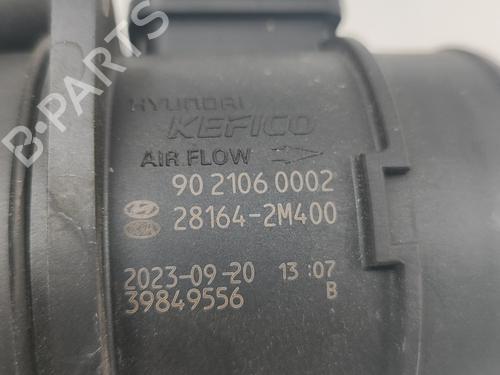 B-PARTS
HYUNDAI
KEFICO
AIR FLOW
90 2106 0002
28164-2M400
2023-09-20 13:07
39849556 B